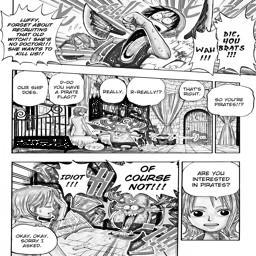 LUFFY,
FORGET ABOUT
RECRUITING
THAT OLD
WITCH!! SHE'S
NO DOCTOR!!!
SHE WANTS TO
KILL US!!
WAH
!!!
DIE,
YOU
BRATS
!!!
OUR SHIP
DOES.
D-DO
YOU HAVE
A PIRATE
FLAG!?
REALLY.
R-REALLY!?
THAT'S
RIGHT.
SO YOU'RE
PIRATES!?
IDIOT
!!!
OF
COURSE
NOT!!!
OKAY, OKAY.
SORRY I
ASKED.
ARE YOU
INTERESTED
IN PIRATES?